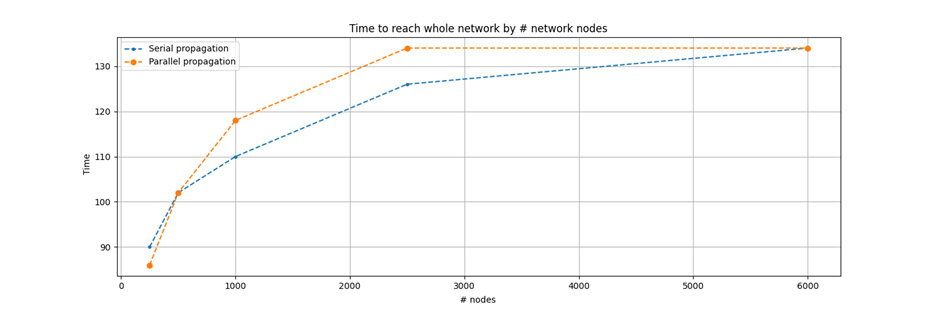 Time to reach whole network by # network nodes
Serial propagation
Parallel propagation
130
120
110
100
90
Time
0 1000 2000 3000 4000 5000 6000
# nodes